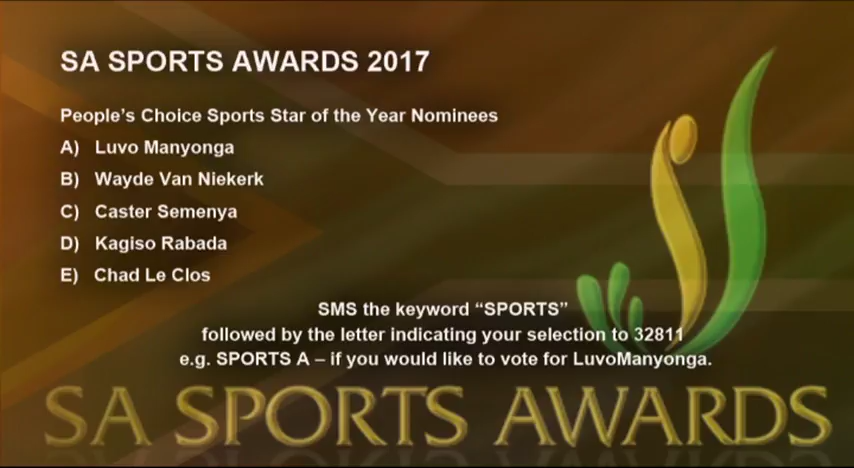 SA SPORTS AWARDS 2017
People's Choice Sports Star of the Year Nominees
A) Luvo Manyonga
B) Wayde Van Niekerk
C) Caster Semenya
D) Kagiso Rabada
E) Chad Le Clos
SMS the keyword “SPORTS”
followed by the letter indicating your selection to 32811
e.g. SPORTS A – if you would like to vote for LuvoManyonga.
SA SPORTS AWARDS